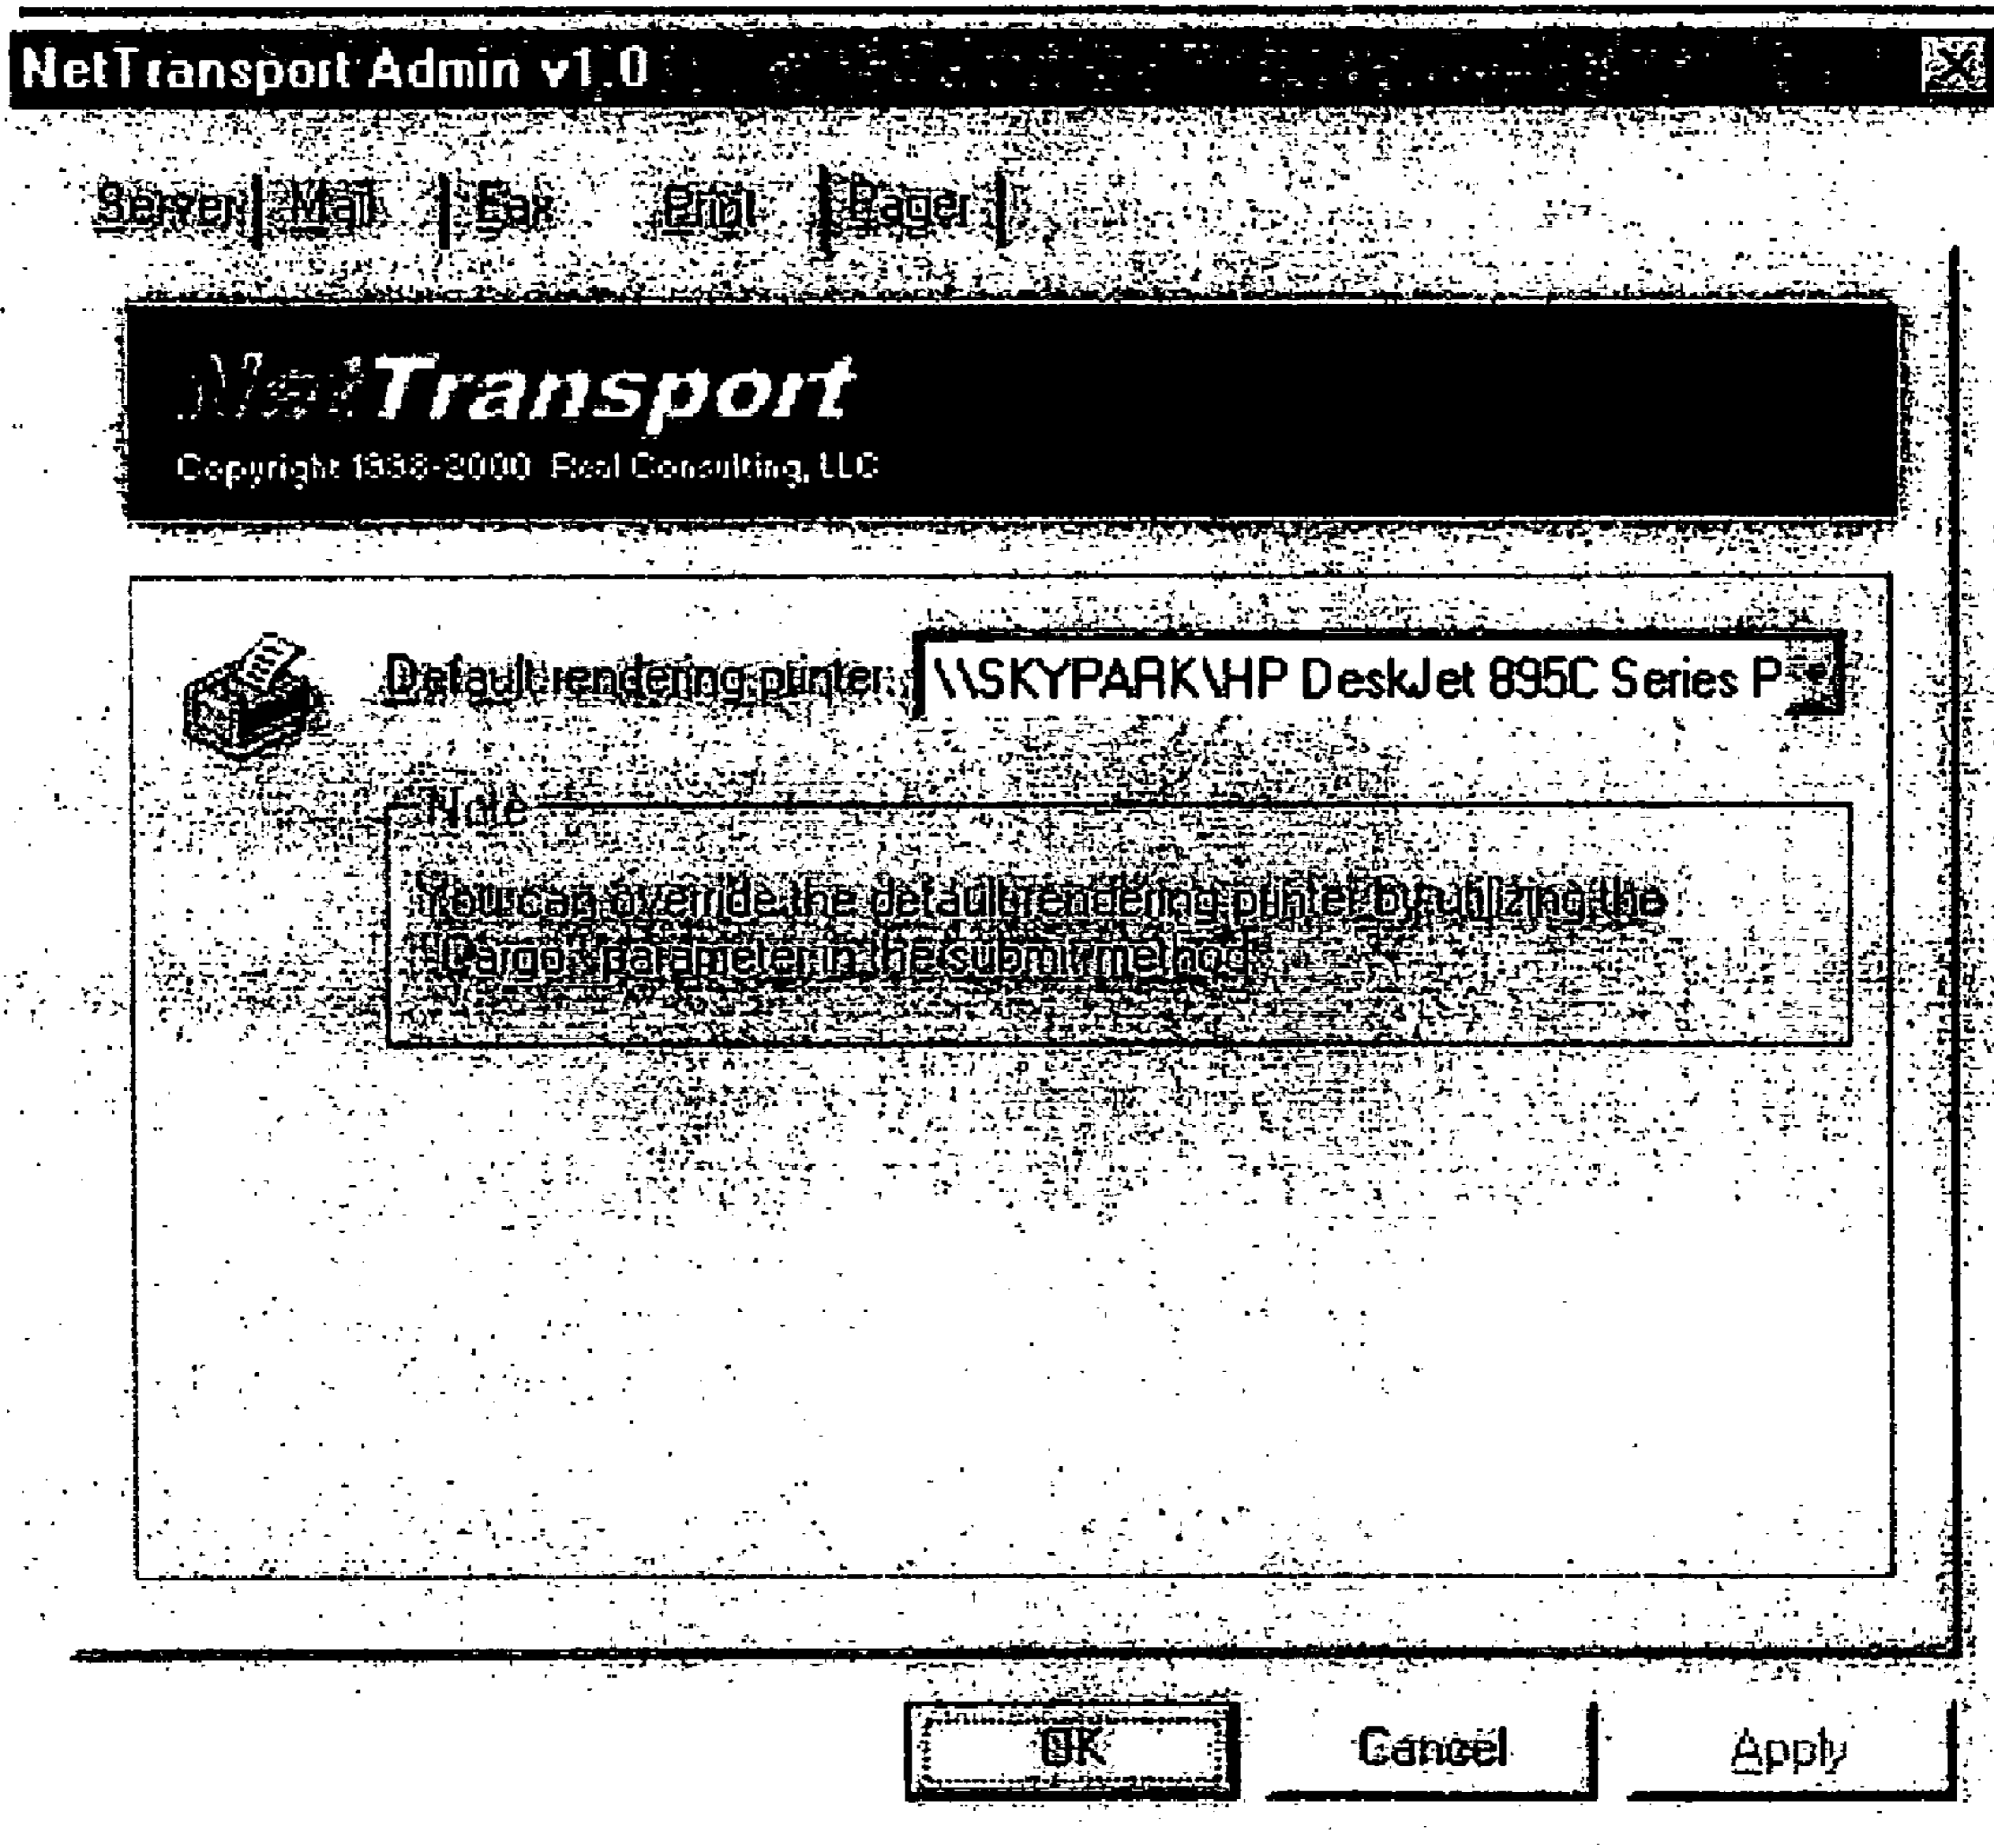 NetTransport Admin v1.0
Server Mail Fax Print Pager
NetTransport
Copyright 1998-2000 Real Consulting, LLC
Default rendering printer: \\SKYPARK\HP DeskJet 895C Series P
Note
You can override the default rendering printer by utilizing the
Cargo parameter in the submit method
OK Cancel Apply